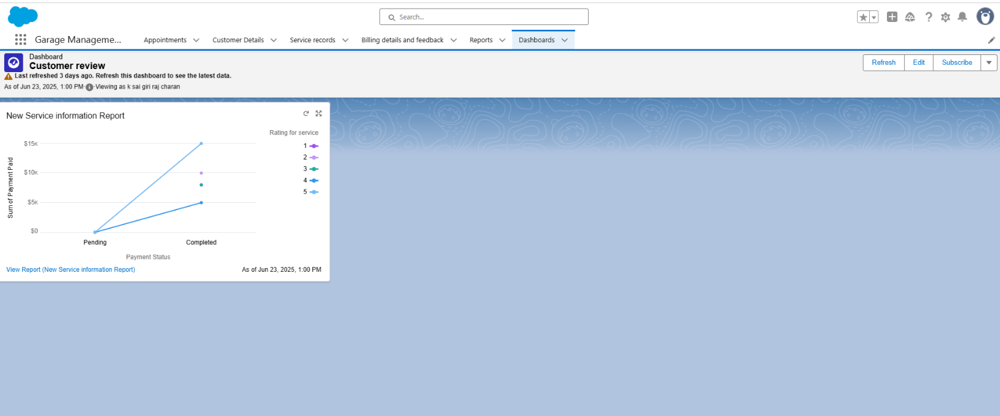 Search...
Garage Manageme...
Appointments
Customer Details
Service records
Billing details and feedback
Reports
Dashboards
Dashboard
Customer review
Last refreshed 3 days ago. Refresh this dashboard to see the latest data.
As of Jun 23, 2025, 1:00 PM·Viewing as k sai giri raj charan
Refresh
Edit
Subscribe
New Service information Report
Rating for service
1
2
3
4
5
Sum of Payment Paid
$15K
$10K
$5K
$0
Pending
Completed
Payment Status
View Report (New Service information Report)
As of Jun 23, 2025, 1:00 PM